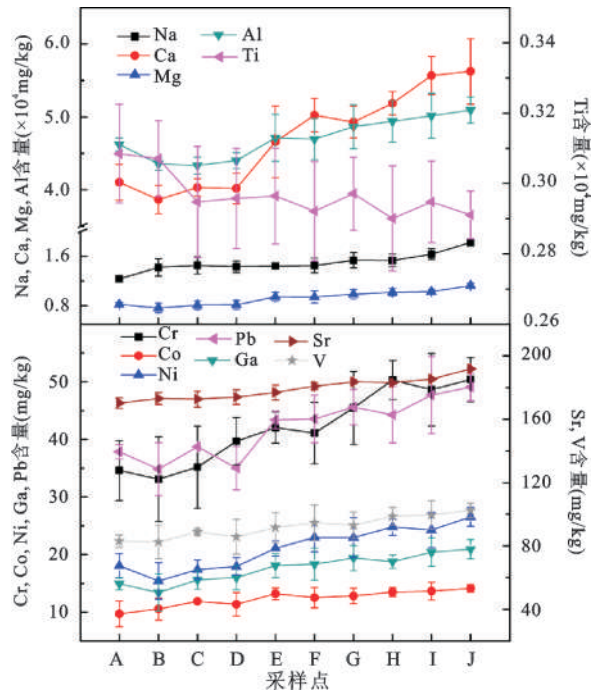 Na
Ca
Mg
Al
Ti
6.0
5.0
4.0
1.6
0.8
Na, Ca, Mg, Al含量(×10⁴mg/kg)
0.34
0.32
0.30
0.28
0.26
Ti含量(×10⁴mg/kg)
Cr
Co
Ni
Pb
Ga
Sr
V
50
40
30
20
10
Cr, Co, Ni, Ga, Pb含量(mg/kg)
200
160
120
80
40
Sr, V含量(mg/kg)
A B C D E F G H I J
采样点